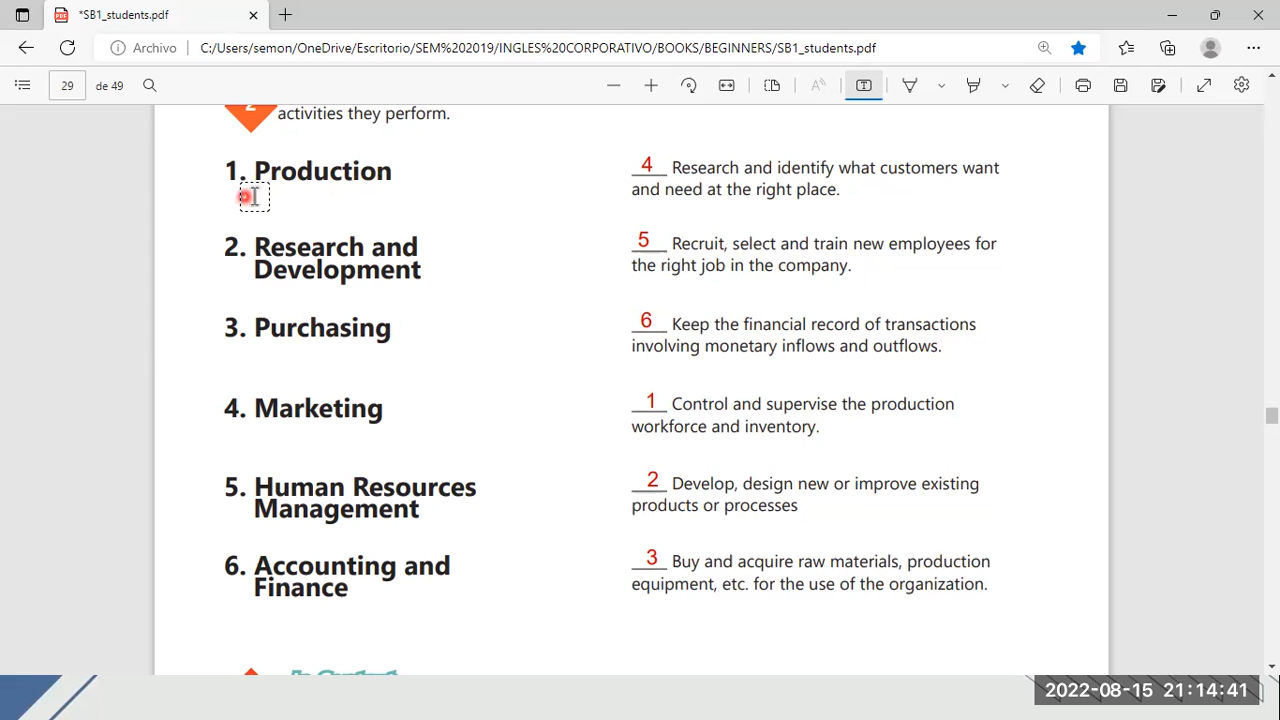 *SB1_students.pdf
Archivo
C:/Users/semon/OneDrive/Escritorio/SEM%202019/INGLES%20CORPORATIVO/BOOKS/BEGINNERS/SB1_students.pdf
29 de 49
2
activities they perform.
1. Production
2. Research and
Development
3. Purchasing
4. Marketing
5. Human Resources
Management
6. Accounting and
Finance
4 Research and identify what customers want
and need at the right place.
5 Recruit, select and train new employees for
the right job in the company.
6 Keep the financial record of transactions
involving monetary inflows and outflows.
1 Control and supervise the production
workforce and inventory.
2 Develop, design new or improve existing
products or processes
3 Buy and acquire raw materials, production
equipment, etc. for the use of the organization.
2022-08-15 21:14:41